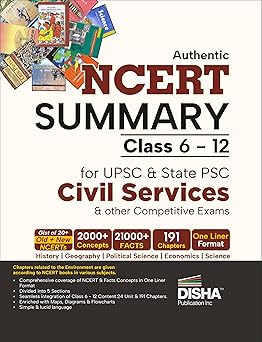 Authentic
NCERT
SUMMARY
Class 6 - 12
for UPSC & State PSC
Civil Services
& other Competitive Exams
Gist of 20+
Old + New
NCERTs
2000+
Concepts
21000+
FACTS
191
Chapters
One Liner
Format
History | Geography | Political Science | Economics | Science
Chapters related to the Environment are given
according to NCERT books in various subjects.
• Comprehensive coverage of NCERT & Facts Concepts in One Liner
Format
• Divided into 5 Sections
• Seamless integration of Class 6 - 12 Content 24 Unit & 191 Chapters.
• Enriched with Maps, Diagrams & Flowcharts
• Simple & lucid language
DISHA
Publication Inc